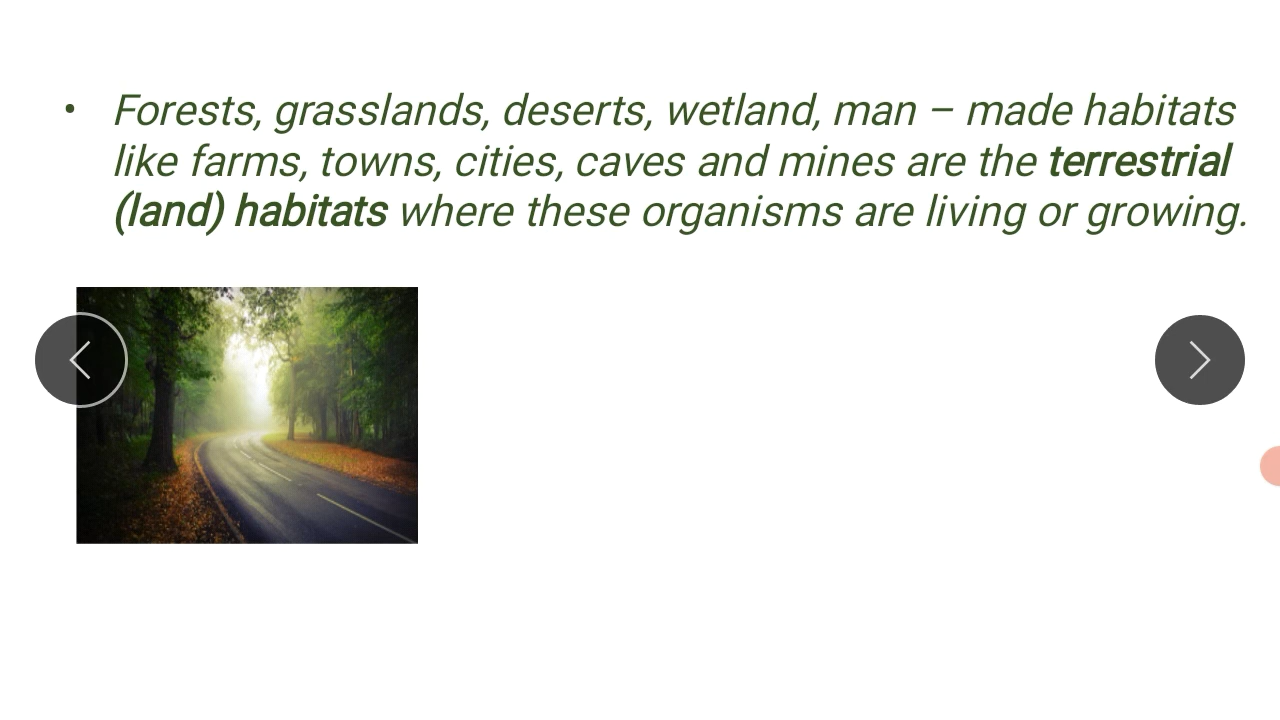 • Forests, grasslands, deserts, wetland, man – made habitats
like farms, towns, cities, caves and mines are the terrestrial
(land) habitats where these organisms are living or growing.